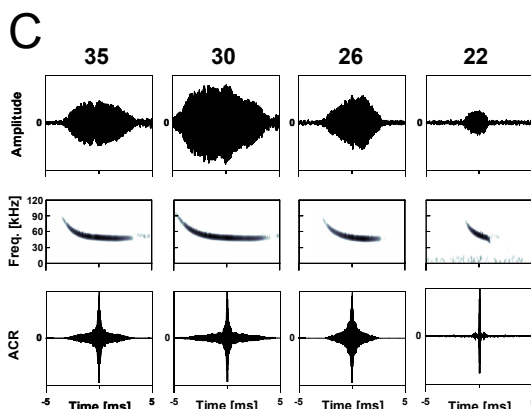 C
35 30 26 22
Amplitude
0 0 0 0
Freq. [kHz]
120
90
60
30
0
ACR
0 0 0 0
-5 5 -5 5 -5 5 -5
Time [ms] Time [ms] Time [ms] Time [ms]